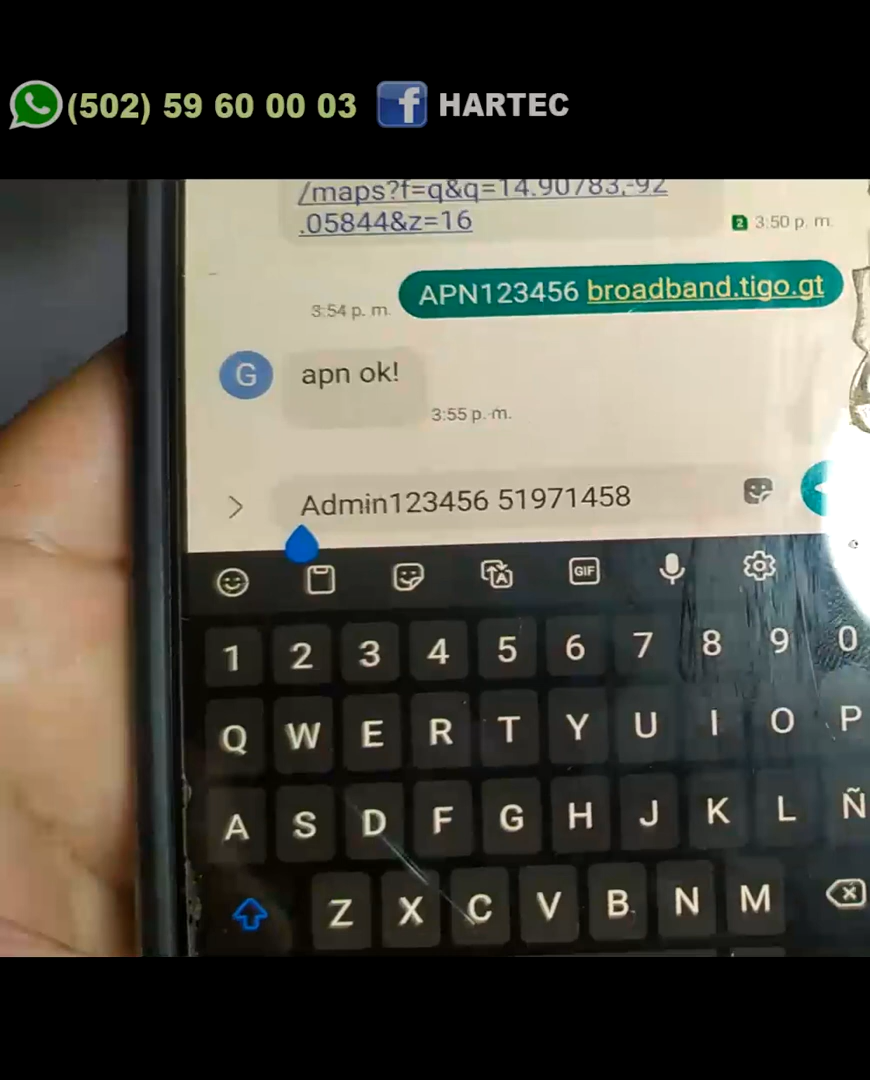 (502) 59 60 00 03 HARTEC
/maps?f=q&q=14.90783,-92
.05844&z=16
2 3:50 p. m.
APN123456 broadband.tigo.gt
3:54 p. m.
G apn ok!
3:55 p. m.
Admin123456 51971458
GIF
1 2 3 4 5 6 7 8 9 0
Q W E R T Y U I O P
A S D F G H J K L Ñ
Z X C V B N M